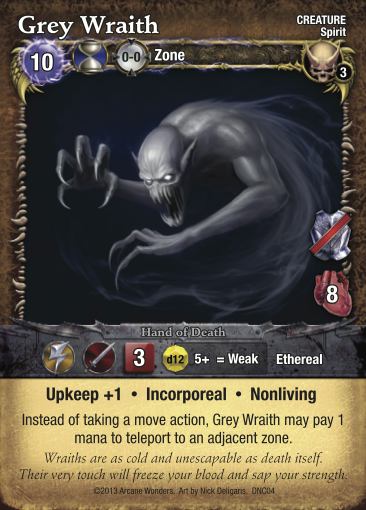 Grey Wraith
CREATURE
Spirit
10
0-0 Zone
3
8
Hand of Death
3 d12 5+ = Weak Ethereal
Upkeep +1 • Incorporeal • Nonliving
Instead of taking a move action, Grey Wraith may pay 1
mana to teleport to an adjacent zone.
Wraiths are as cold and unescapable as death itself.
Their very touch will freeze your blood and sap your strength.
©2013 Arcane Wonders. Art by Nick Deligaris. DNC04